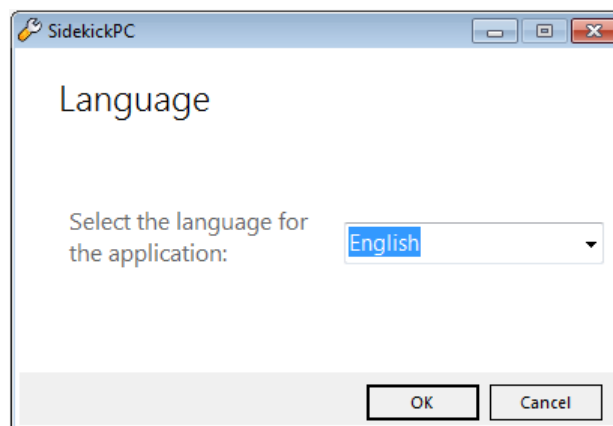 SidekickPC
Language
Select the language for
the application:
English
OK
Cancel